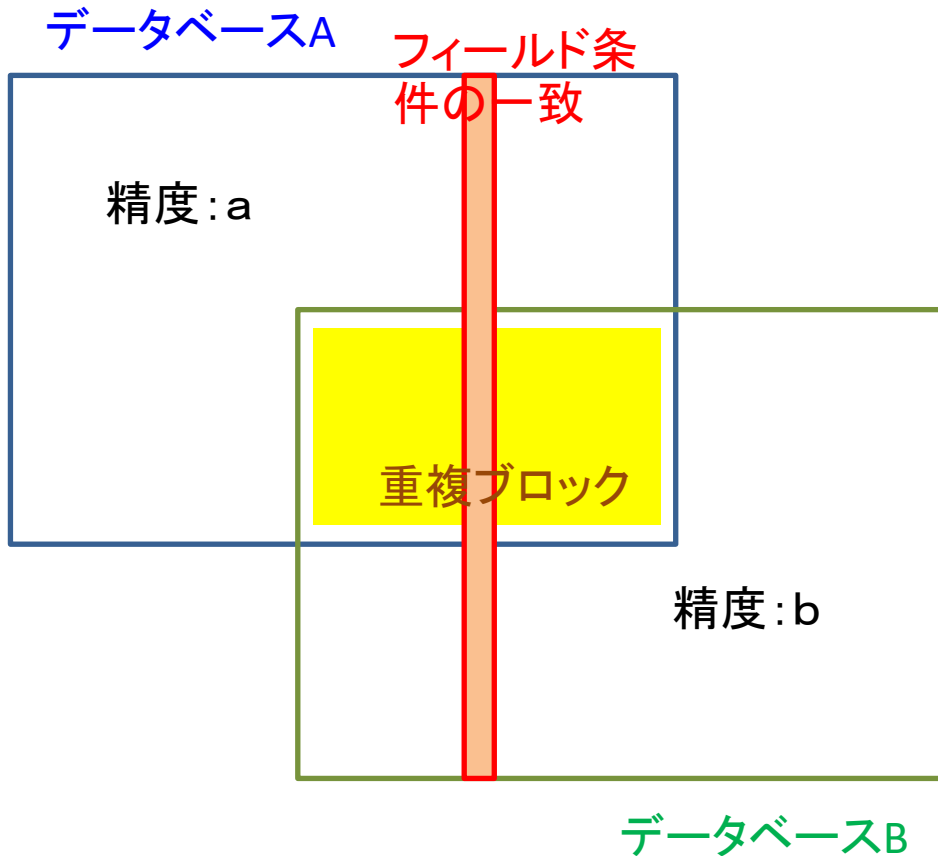 データベースA
フィールド条
件の一致
精度：a
重複ブロック
精度：b
データベースB